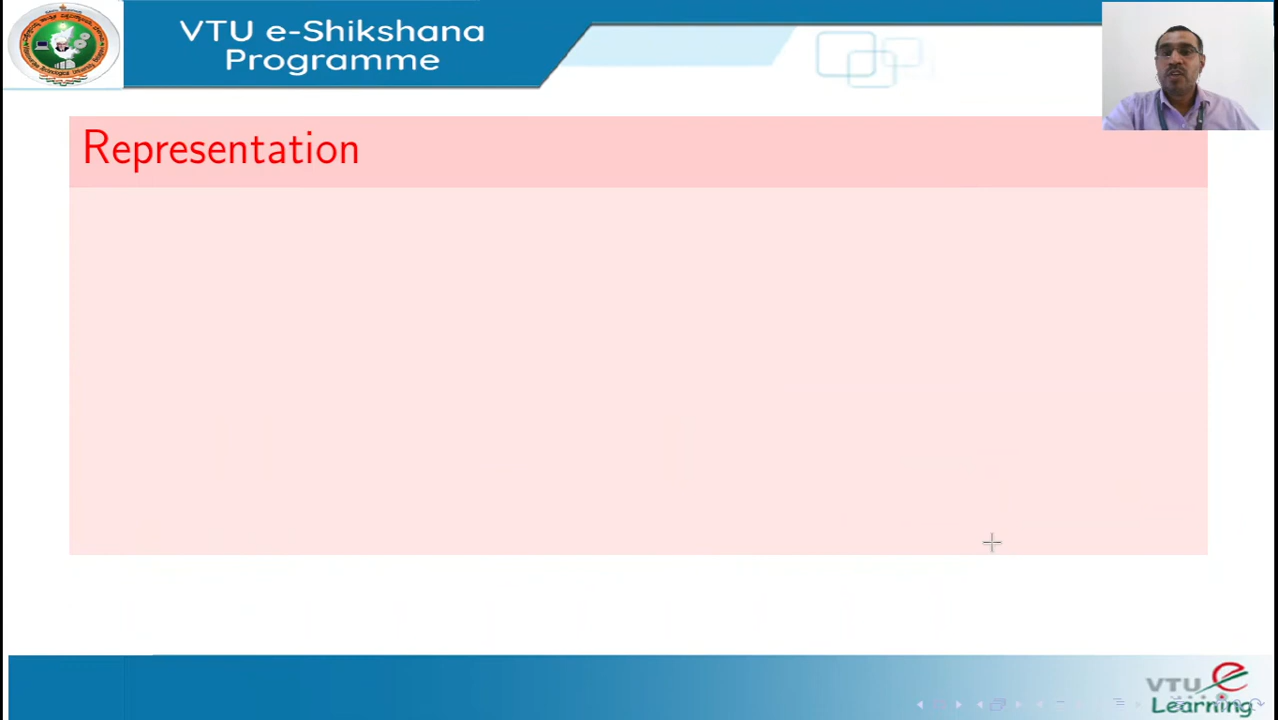 VTU e-Shikshana
Programme
Representation
VTU
Learning